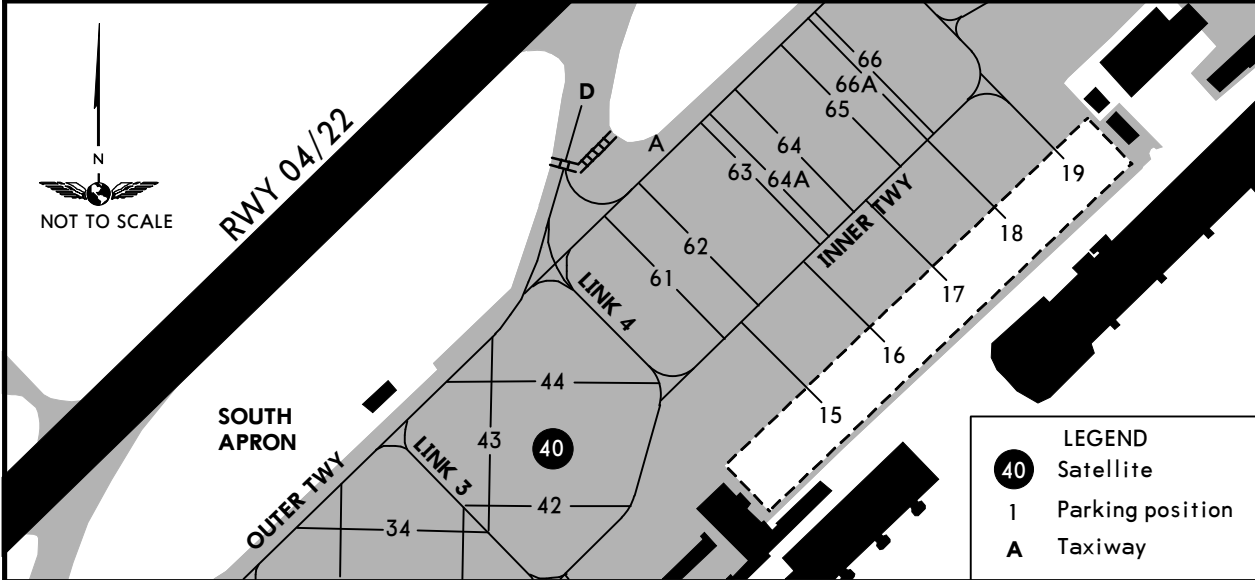 N
NOT TO SCALE
RWY 04/22
D
A
66
66A
65
64
64A
63
62
61
19
18
17
16
15
INNER TWY
LINK 4
44
43
40
42
LINK 3
34
SOUTH
APRON
OUTER TWY
LEGEND
40 Satellite
1 Parking position
A Taxiway